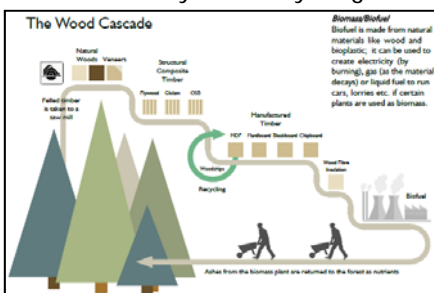 The Wood Cascade
Natural
Woods Veneers
Felled timber
is taken to a
saw mill
Structural
Composite
Timber
Plywood Glulam OSB
Manufactured
Timber
MDF Hardboard Blockboard Chipboard
Woodchips
Recycling
Wood Fibre
Insulation
Biofuel
Biomass/Biofuel
Biofuel is made from natural
materials like wood and
bioplastic; it can be used to
create electricity (by
burning), gas (as the material
decays) or liquid fuel to run
cars, lorries etc. if certain
plants are used as biomass.
Ashes from the biomass plant are returned to the forest as nutrients